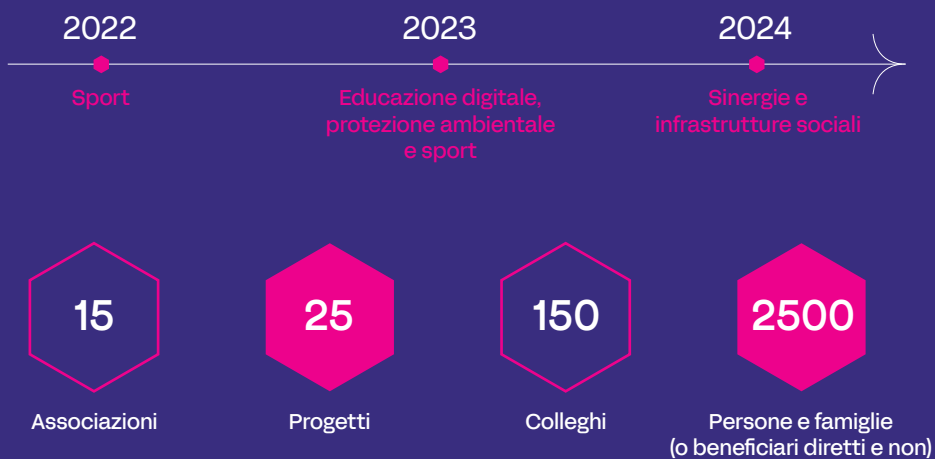 2022
2023
2024
Sport
Educazione digitale,
protezione ambientale
e sport
Sinergie e
infrastrutture sociali
15
25
150
2500
Associazioni
Progetti
Colleghi
Persone e famiglie
(o beneficiari diretti e non)